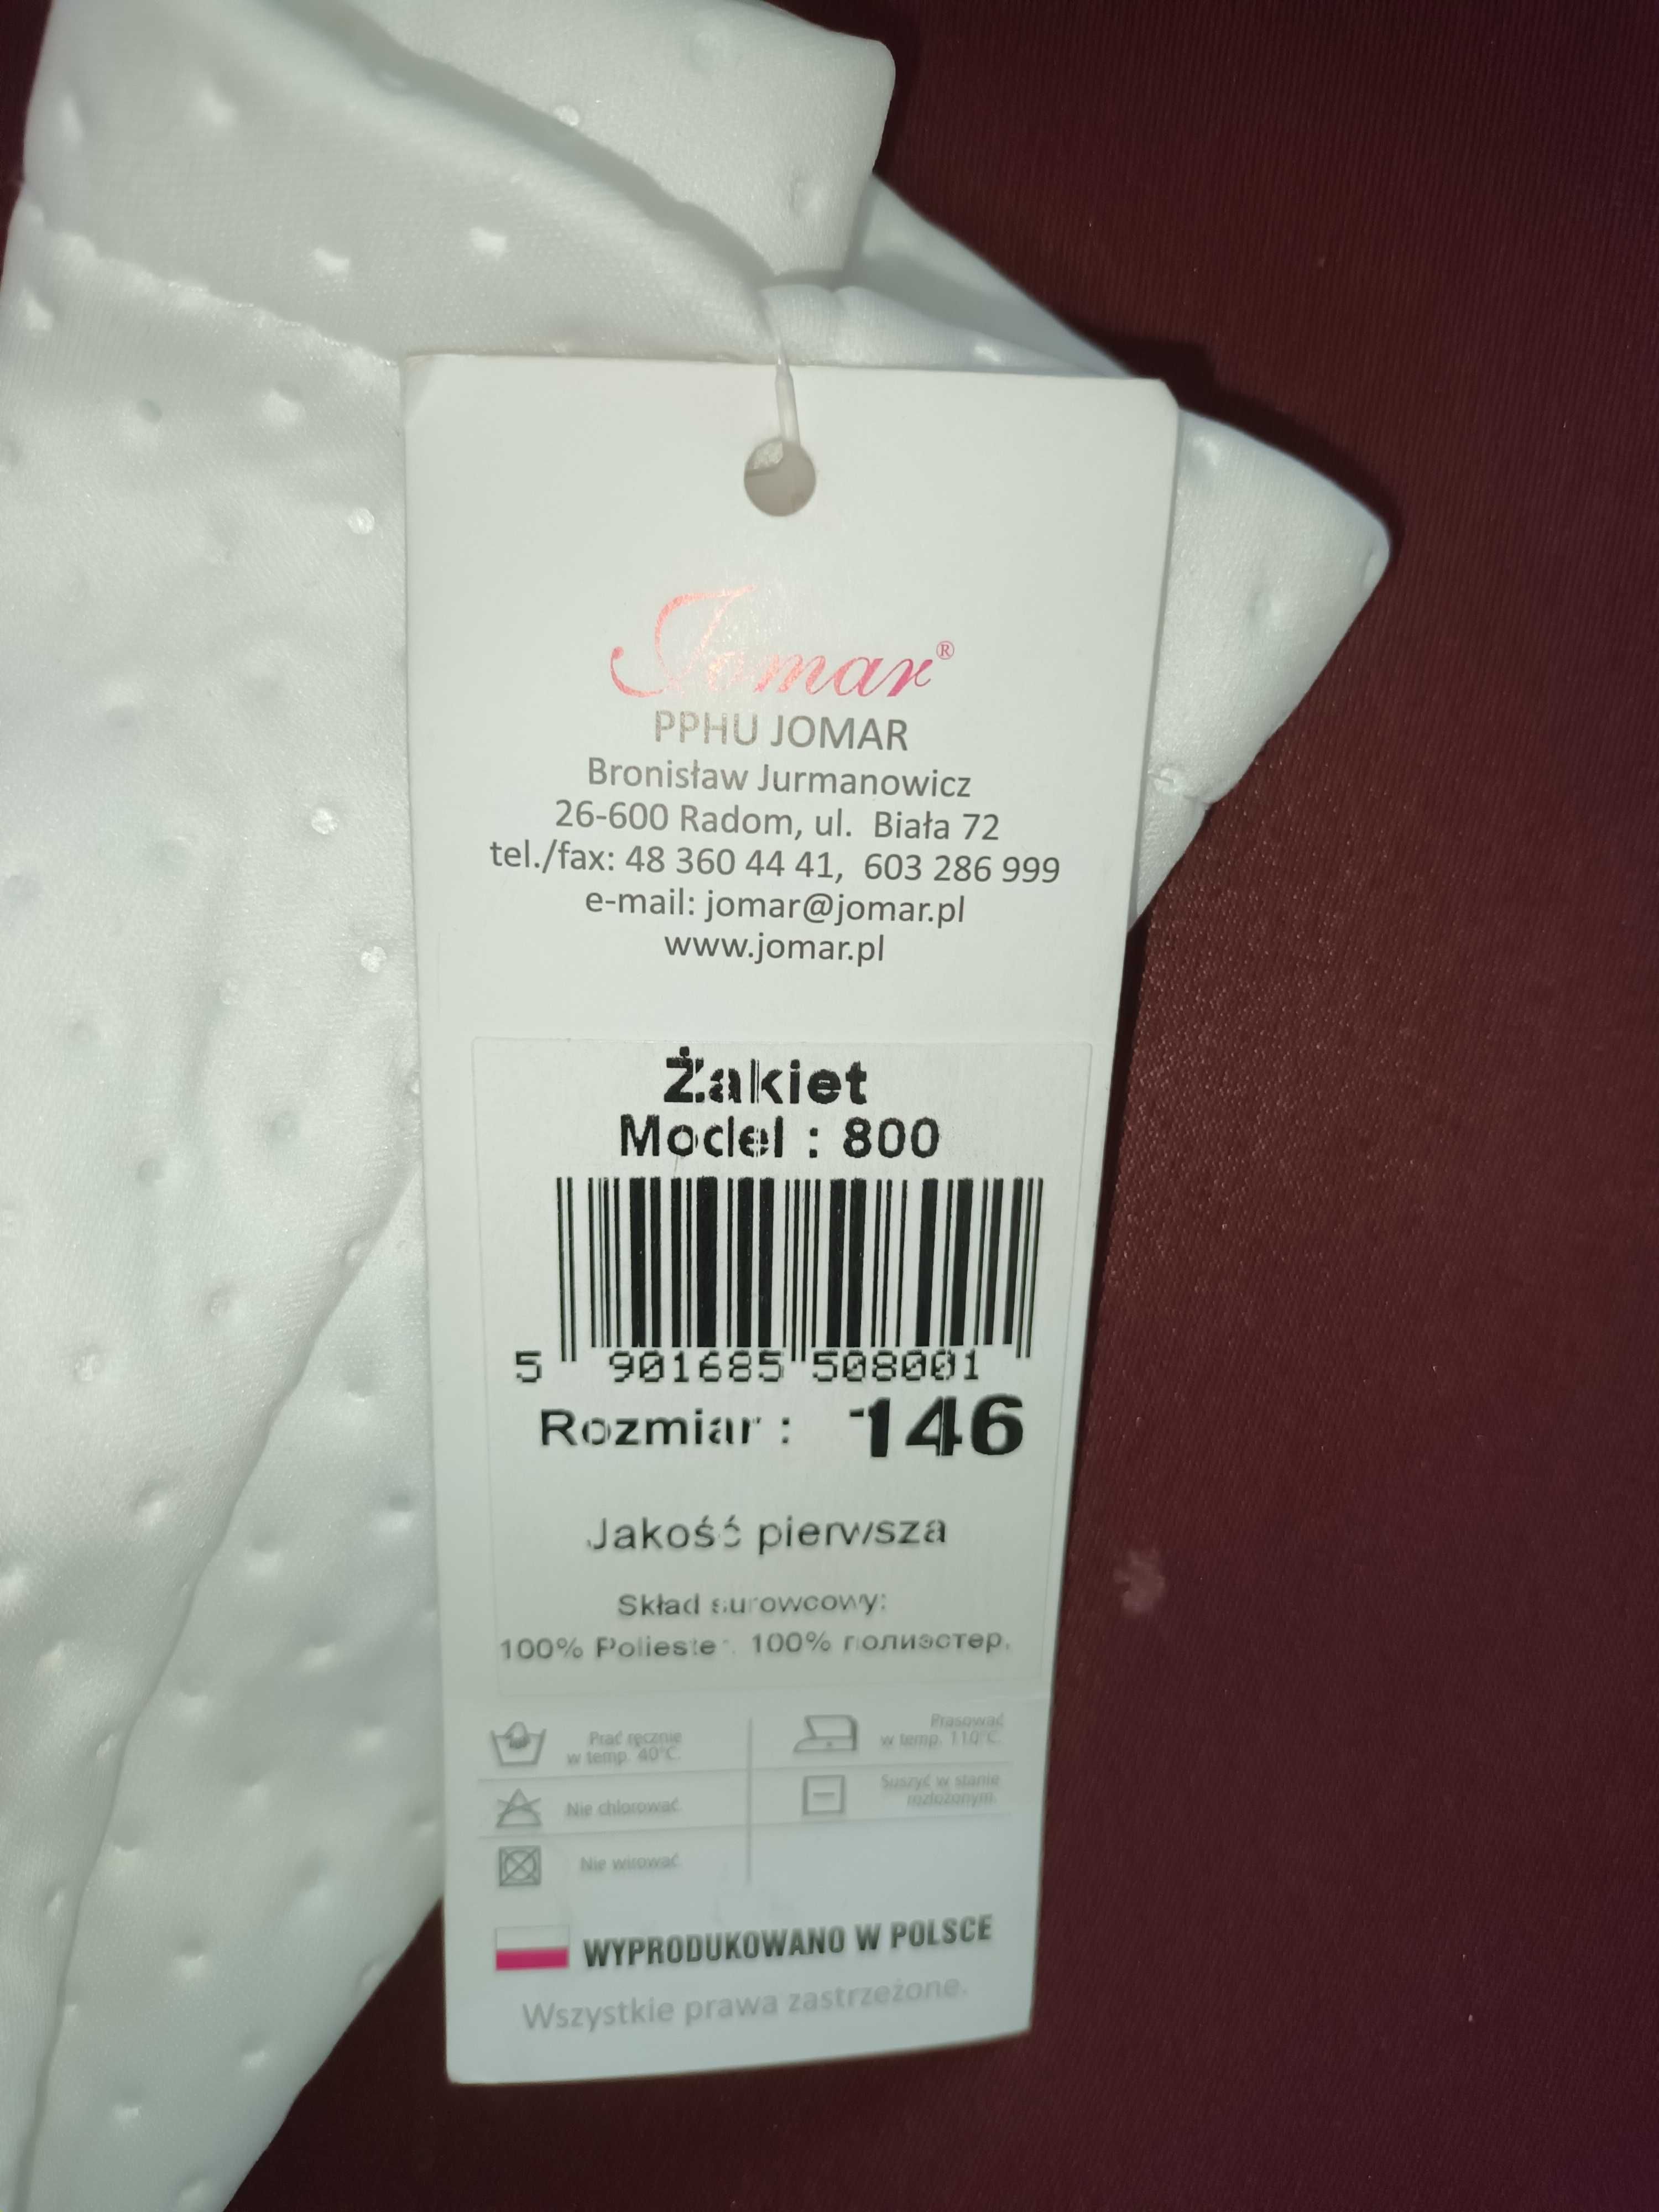 Jomar®
PPHU JOMAR
Bronisław Jurmanowicz
26-600 Radom, ul. Biała 72
tel./fax: 48 360 44 41, 603 286 999
e-mail: jomar@jomar.pl
www.jomar.pl
Żakiet
Model : 800
5 901685 508001
Rozmiar : 146
Jakość pierwsza
Skład surowcowy:
100% Poliester. 100% полиэстер.
Prać ręcznie
w temp. 40°C.
Prasować
w temp. 110°C.
Nie chlorować.
Suszyć w stanie
rozłożonym.
Nie wirować.
WYPRODUKOWANO W POLSCE
Wszystkie prawa zastrzeżone.